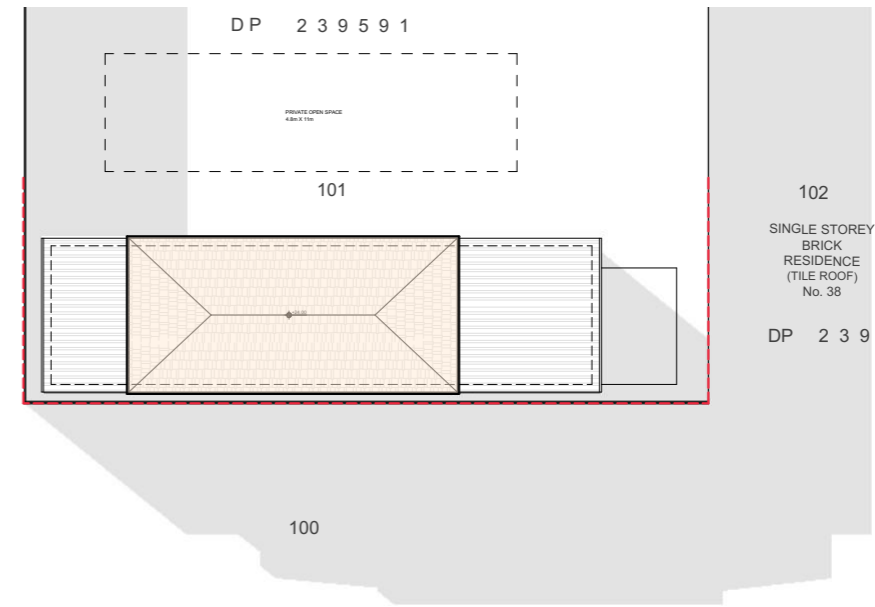 DP 239591
PRIVATE OPEN SPACE
4.8m X 11m
101
102
SINGLE STOREY
BRICK
RESIDENCE
(TILE ROOF)
No. 38
DP 239
100